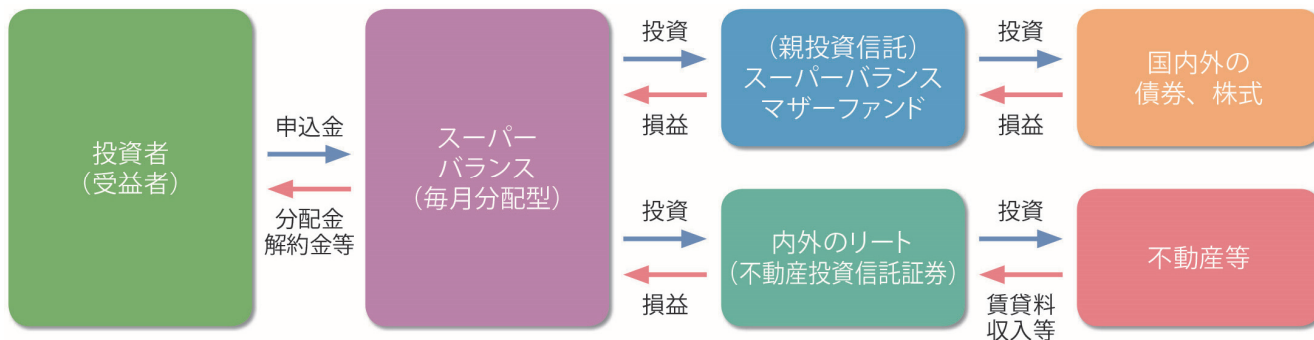 投資者
（受益者）
申込金
分配金
解約金等
スーパー
バランス
（毎月分配型）
投資
損益
（親投資信託）
スーパーバランス
マザーファンド
投資
損益
国内外の
債券、株式
投資
損益
内外のリート
（不動産投資信託証券）
投資
賃貸料
収入等
不動産等